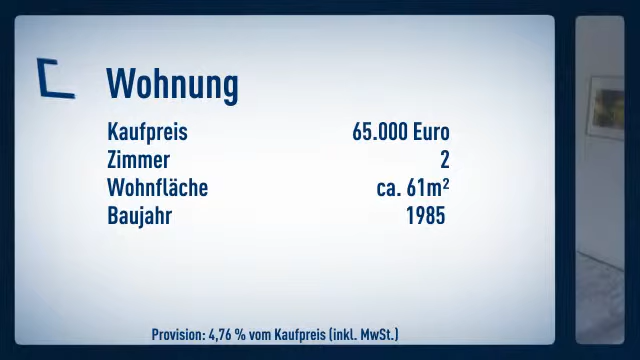 Wohnung
Kaufpreis 65.000 Euro
Zimmer 2
Wohnfläche ca. 61m²
Baujahr 1985
Provision: 4,76 % vom Kaufpreis (inkl. MwSt.)